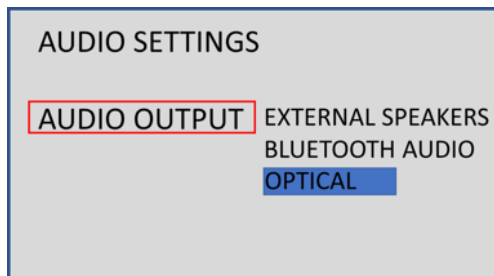 AUDIO SETTINGS
AUDIO OUTPUT EXTERNAL SPEAKERS
BLUETOOTH AUDIO
OPTICAL